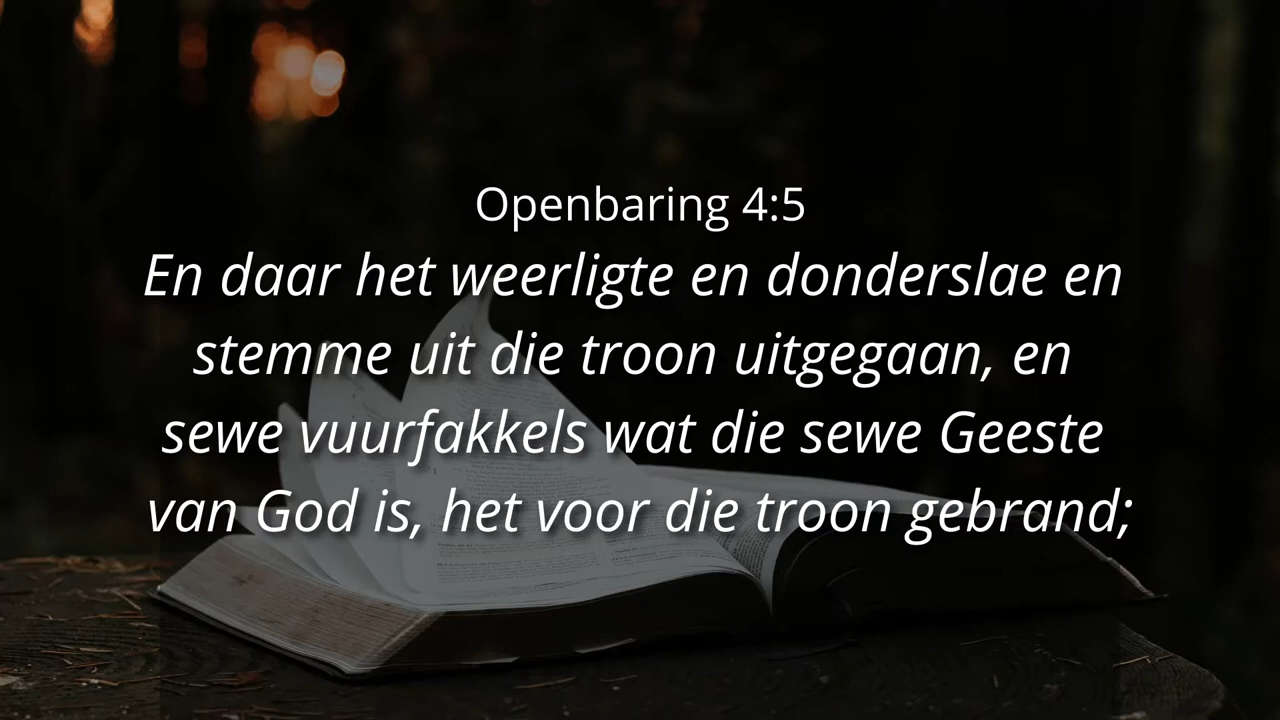 Openbaring 4:5
En daar het weerligte en donderslae en
stemme uit die troon uitgegaan, en
sewe vuurfakkels wat die sewe Geeste
van God is, het voor die troon gebrand;